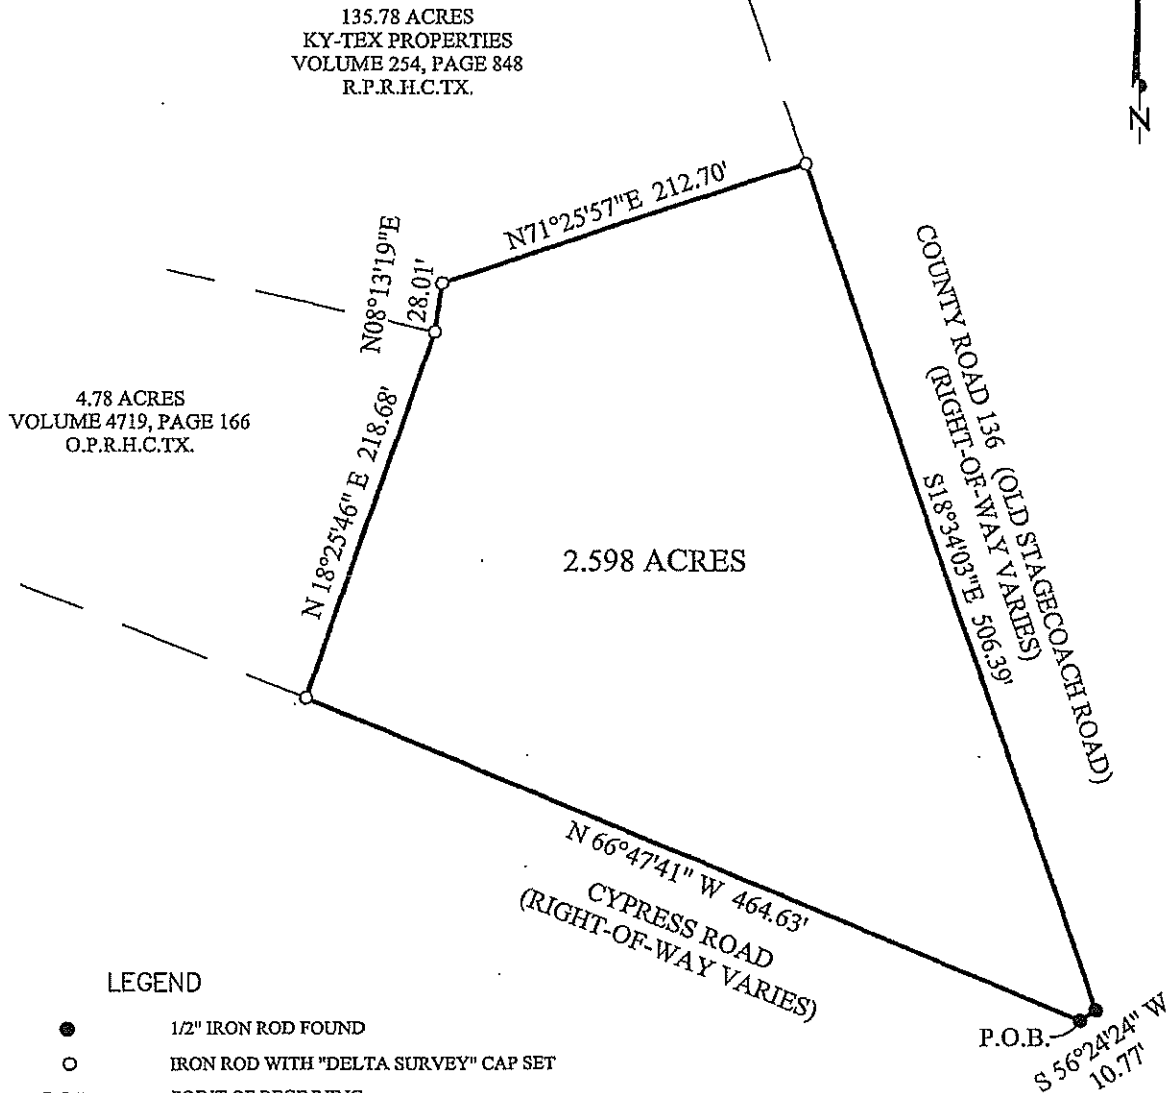 135.78 ACRES
KY-TEX PROPERTIES
VOLUME 254, PAGE 848
R.P.R.H.C.TX.
N
N71°25'57"E 212.70'
N08°13'19"E
28.01'
COUNTY ROAD 136 (OLD STAGECOACH ROAD)
(RIGHT-OF-WAY VARIES)
S18°34'03"E 506.39'
4.78 ACRES
VOLUME 4719, PAGE 166
O.P.R.H.C.TX.
N 18°25'46" E 218.68'
2.598 ACRES
N 66°47'41" W 464.63'
CYPRESS ROAD
(RIGHT-OF-WAY VARIES)
LEGEND
1/2" IRON ROD FOUND
IRON ROD WITH "DELTA SURVEY" CAP SET
P.O.B.
S 56°24'24" W
10.77'